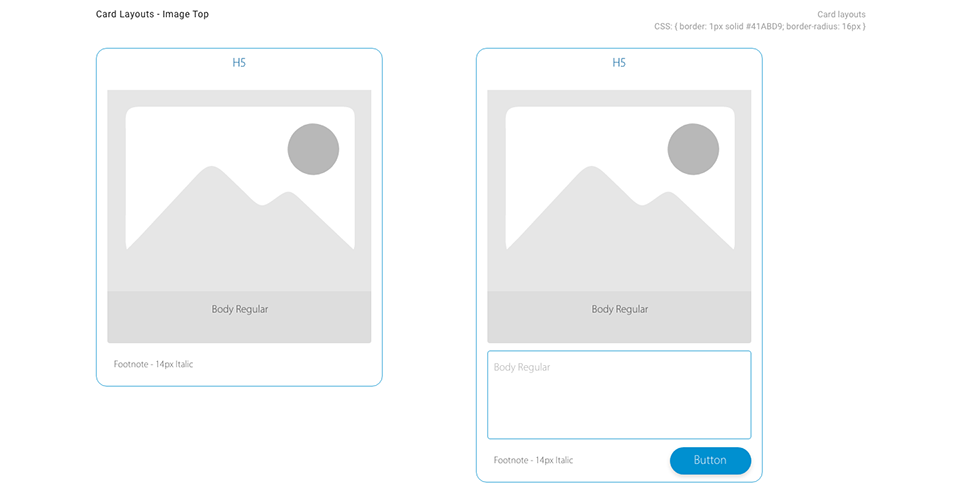 Card Layouts - Image Top
Card layouts
CSS: { border: 1px solid #41ABD9; border-radius: 16px }
H5
Body Regular
Footnote - 14px Italic
H5
Body Regular
Body Regular
Footnote - 14px Italic
Button